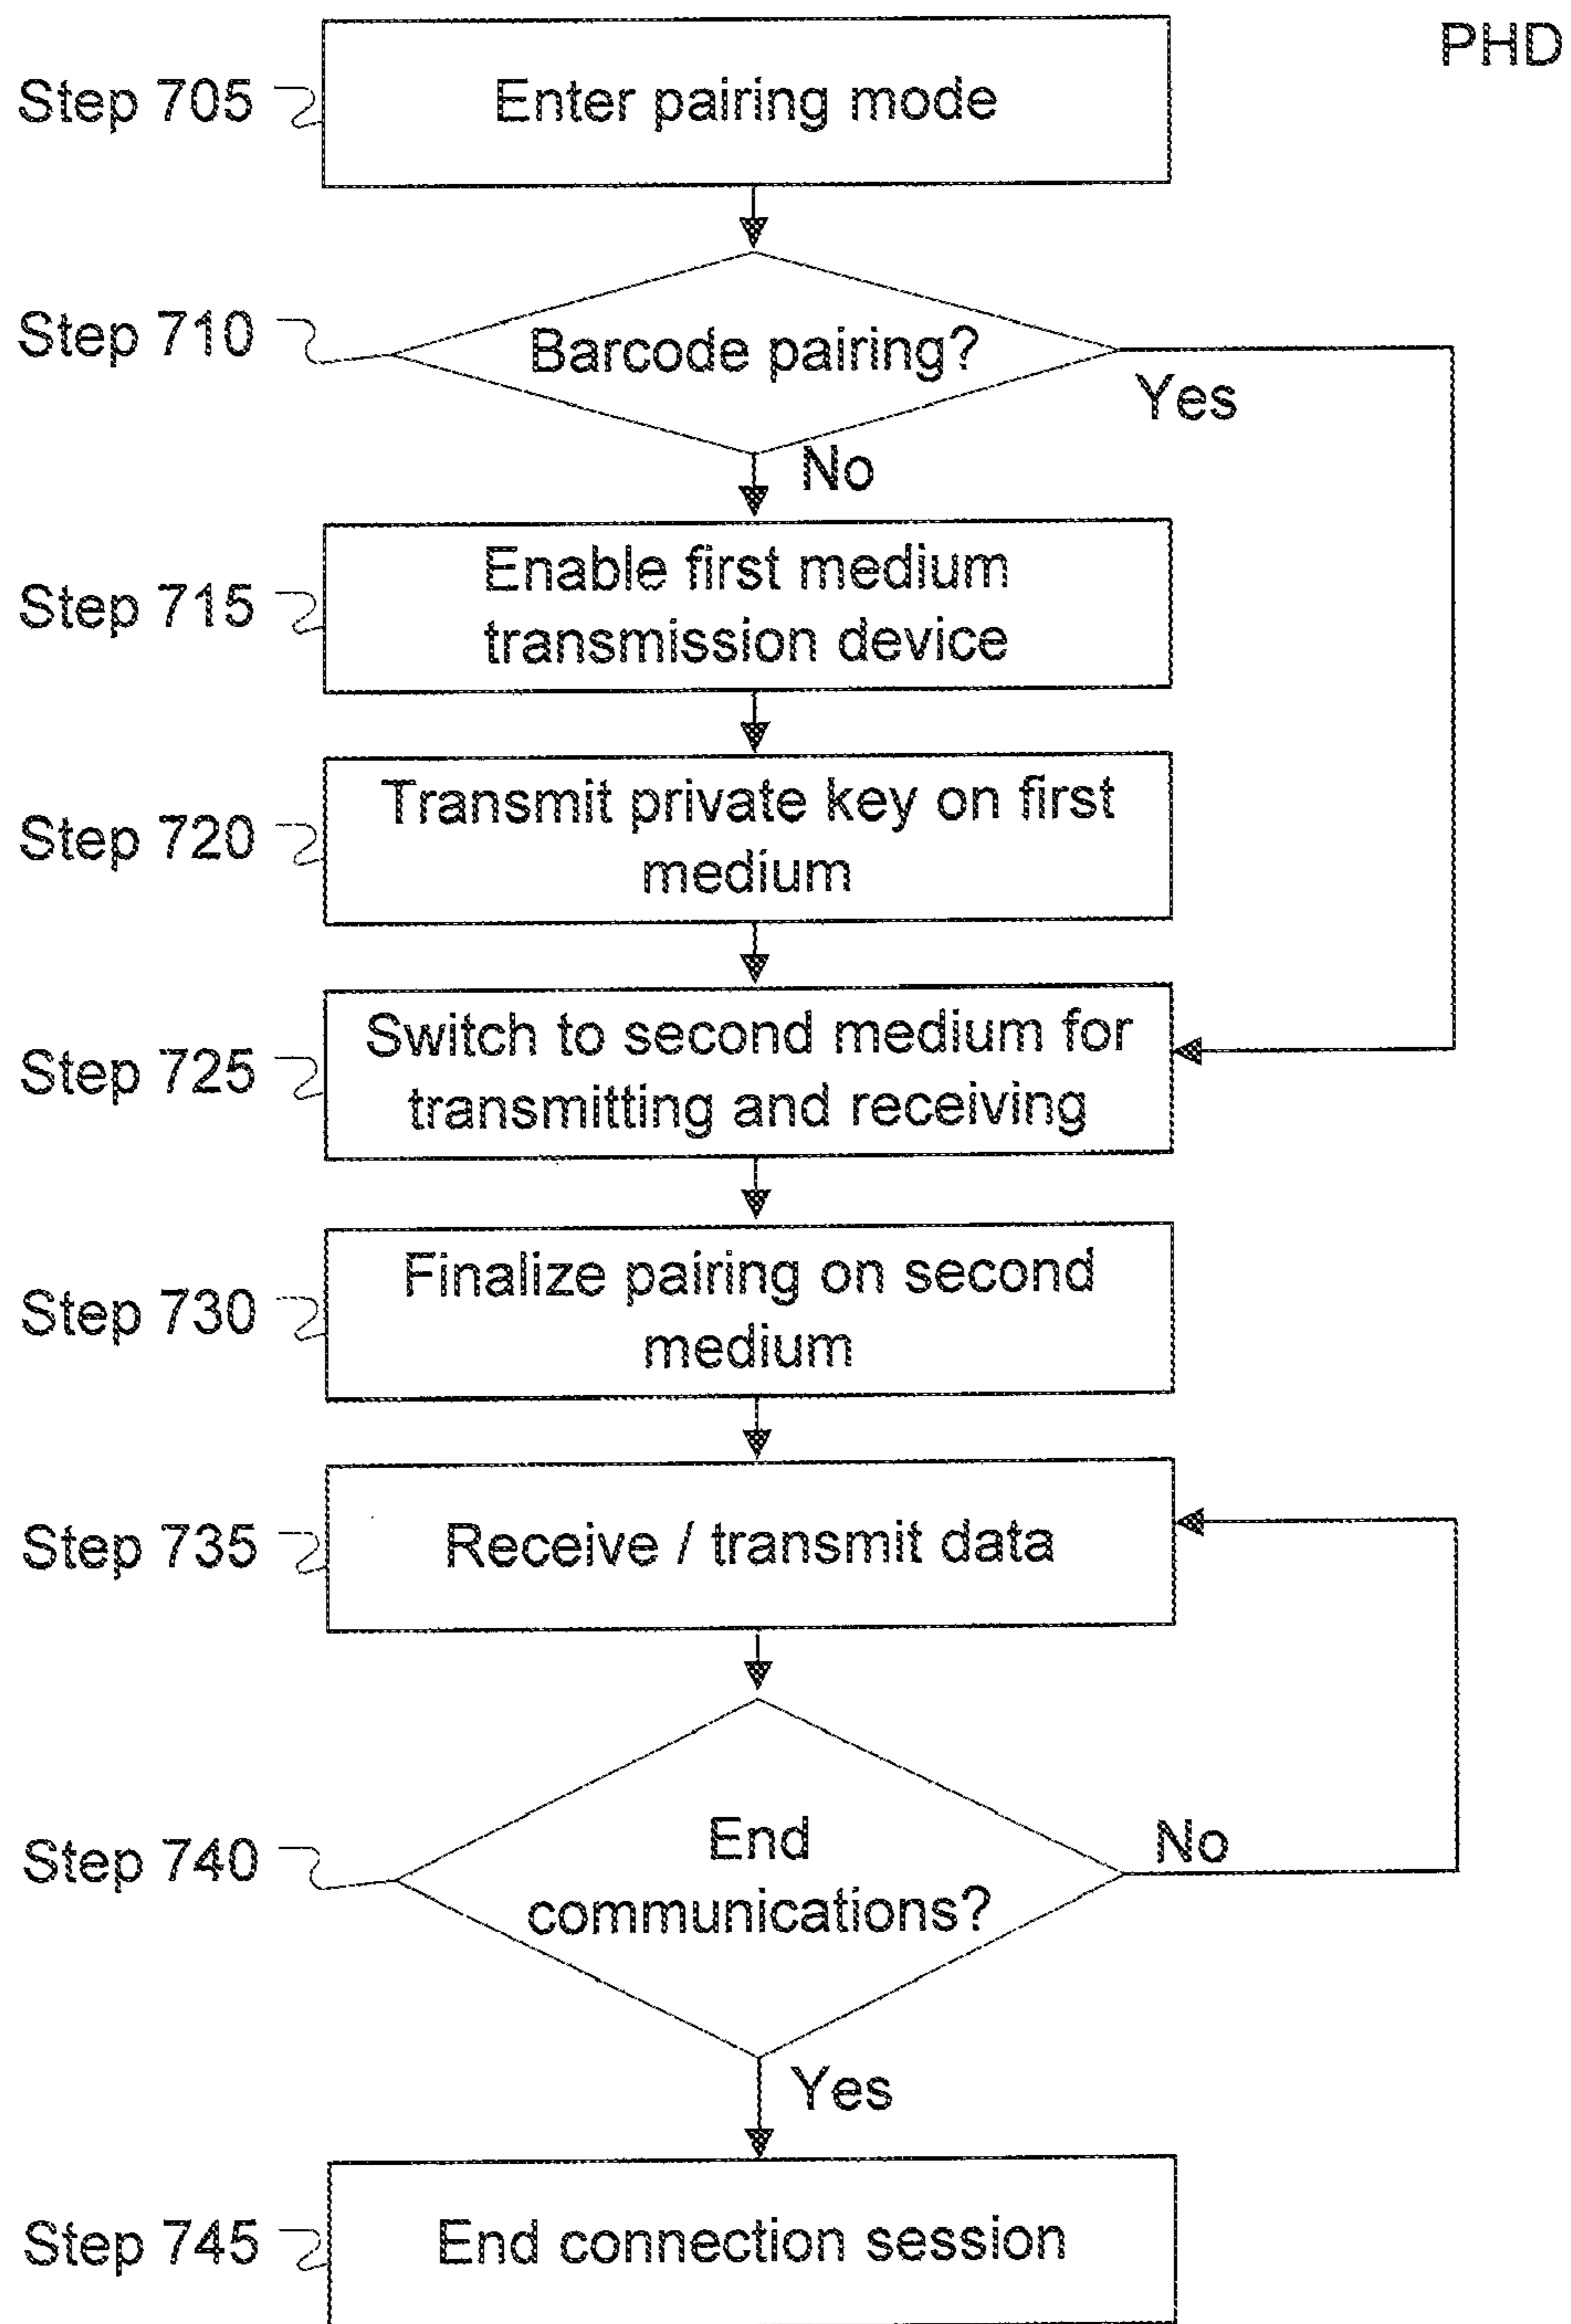 PHD
Step 705
Enter pairing mode
Step 710
Barcode pairing?
Yes
No
Step 715
Enable first medium
transmission device
Step 720
Transmit private key on first
medium
Step 725
Switch to second medium for
transmitting and receiving
Step 730
Finalize pairing on second
medium
Step 735
Receive / transmit data
Step 740
End
communications?
No
Yes
Step 745
End connection session